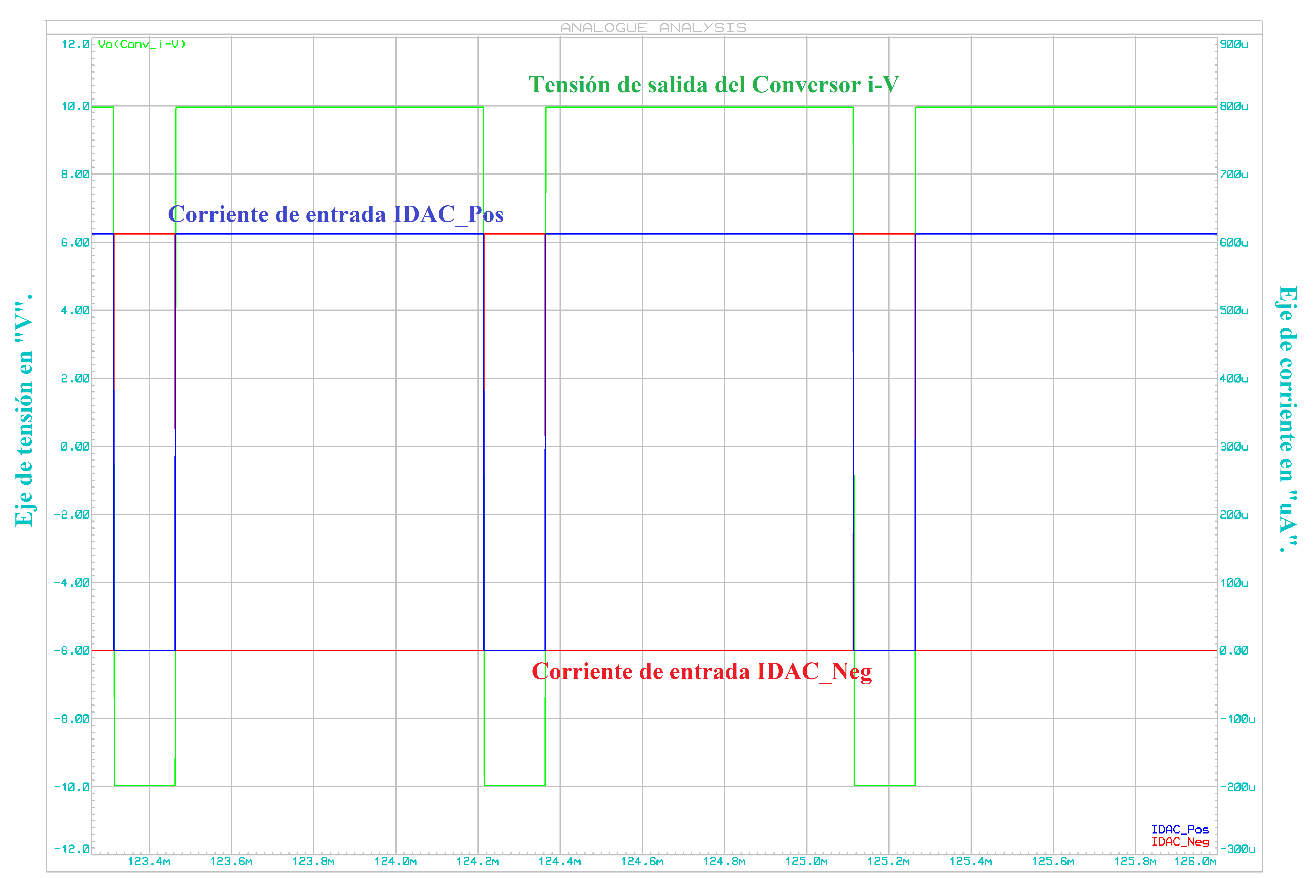 ANALOGUE ANALYSIS
Vo(Conv_i-V)
12.0
10.0
8.00
6.00
4.00
2.00
0.00
-2.00
-4.00
-6.00
-8.00
-10.0
-12.0
Eje de tensión en "V".
Tensión de salida del Conversor i-V
Corriente de entrada IDAC_Pos
Corriente de entrada IDAC_Neg
900u
800u
700u
600u
500u
400u
300u
200u
100u
0.00
-100u
-200u
-300u
Eje de corriente en "uA".
IDAC_Pos
IDAC_Neg
123.4m 123.6m 123.8m 124.0m 124.2m 124.4m 124.6m 124.8m 125.0m 125.2m 125.4m 125.6m 125.8m 126.0m